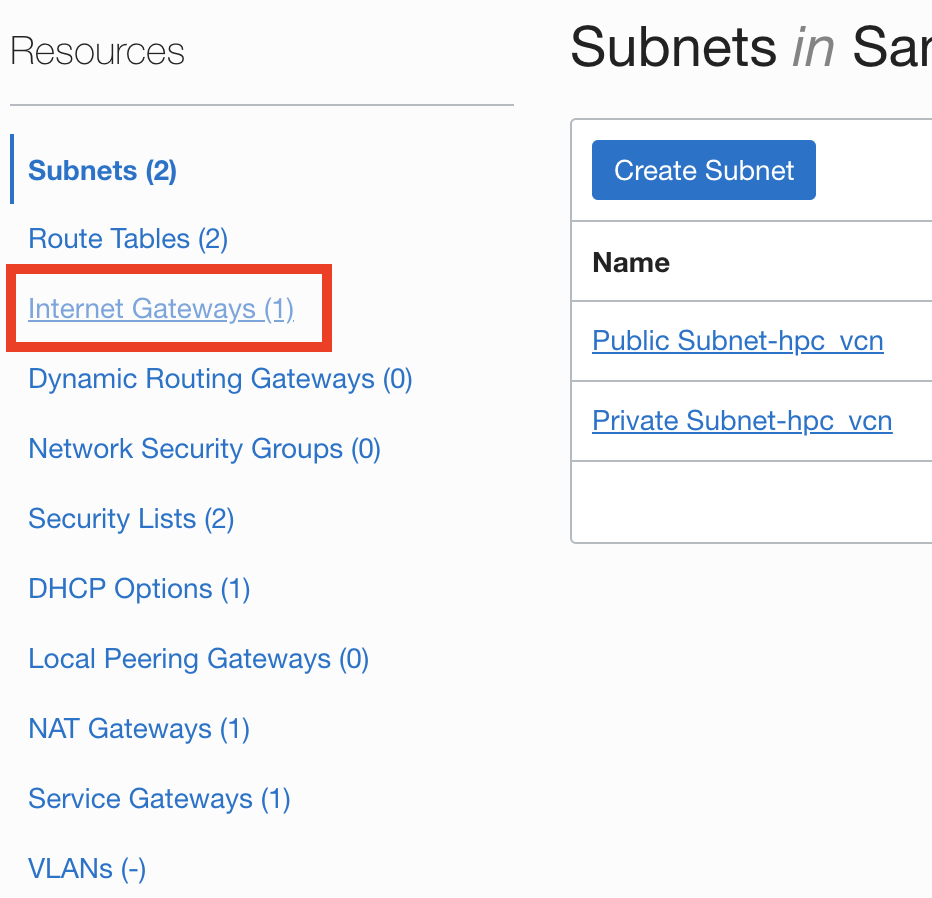 Resources
Subnets (2)
Route Tables (2)
Internet Gateways (1)
Dynamic Routing Gateways (0)
Network Security Groups (0)
Security Lists (2)
DHCP Options (1)
Local Peering Gateways (0)
NAT Gateways (1)
Service Gateways (1)
VLANs (-)
Subnets in
Create Subnet
Name
Public Subnet-hpc_vcn
Private Subnet-hpc_vcn